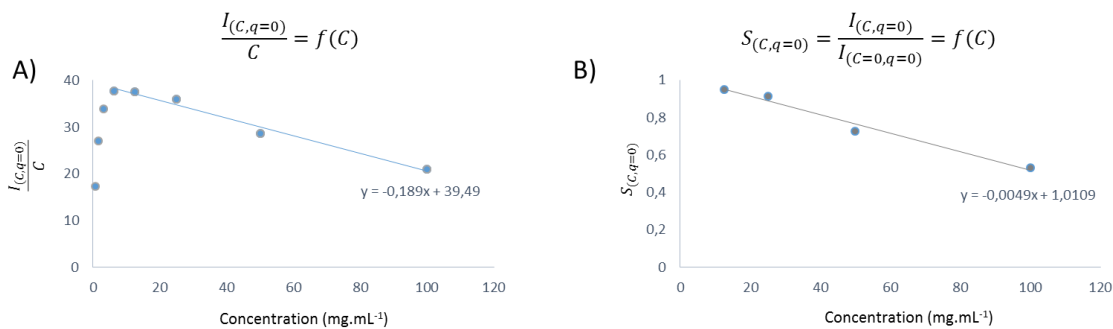 I(C,q=0)/C = f(C)
A)
40
30
20
10
0
I(C,q=0)/C
y = -0,189x + 39,49
0 20 40 60 80 100 120
Concentration (mg.mL⁻¹)
S(C,q=0) = I(C,q=0)/I(C=0,q=0) = f(C)
B)
1
0,8
0,6
0,4
0,2
0
S(C,q=0)
y = -0,0049x + 1,0109
0 20 40 60 80 100 120
Concentration (mg.mL⁻¹)